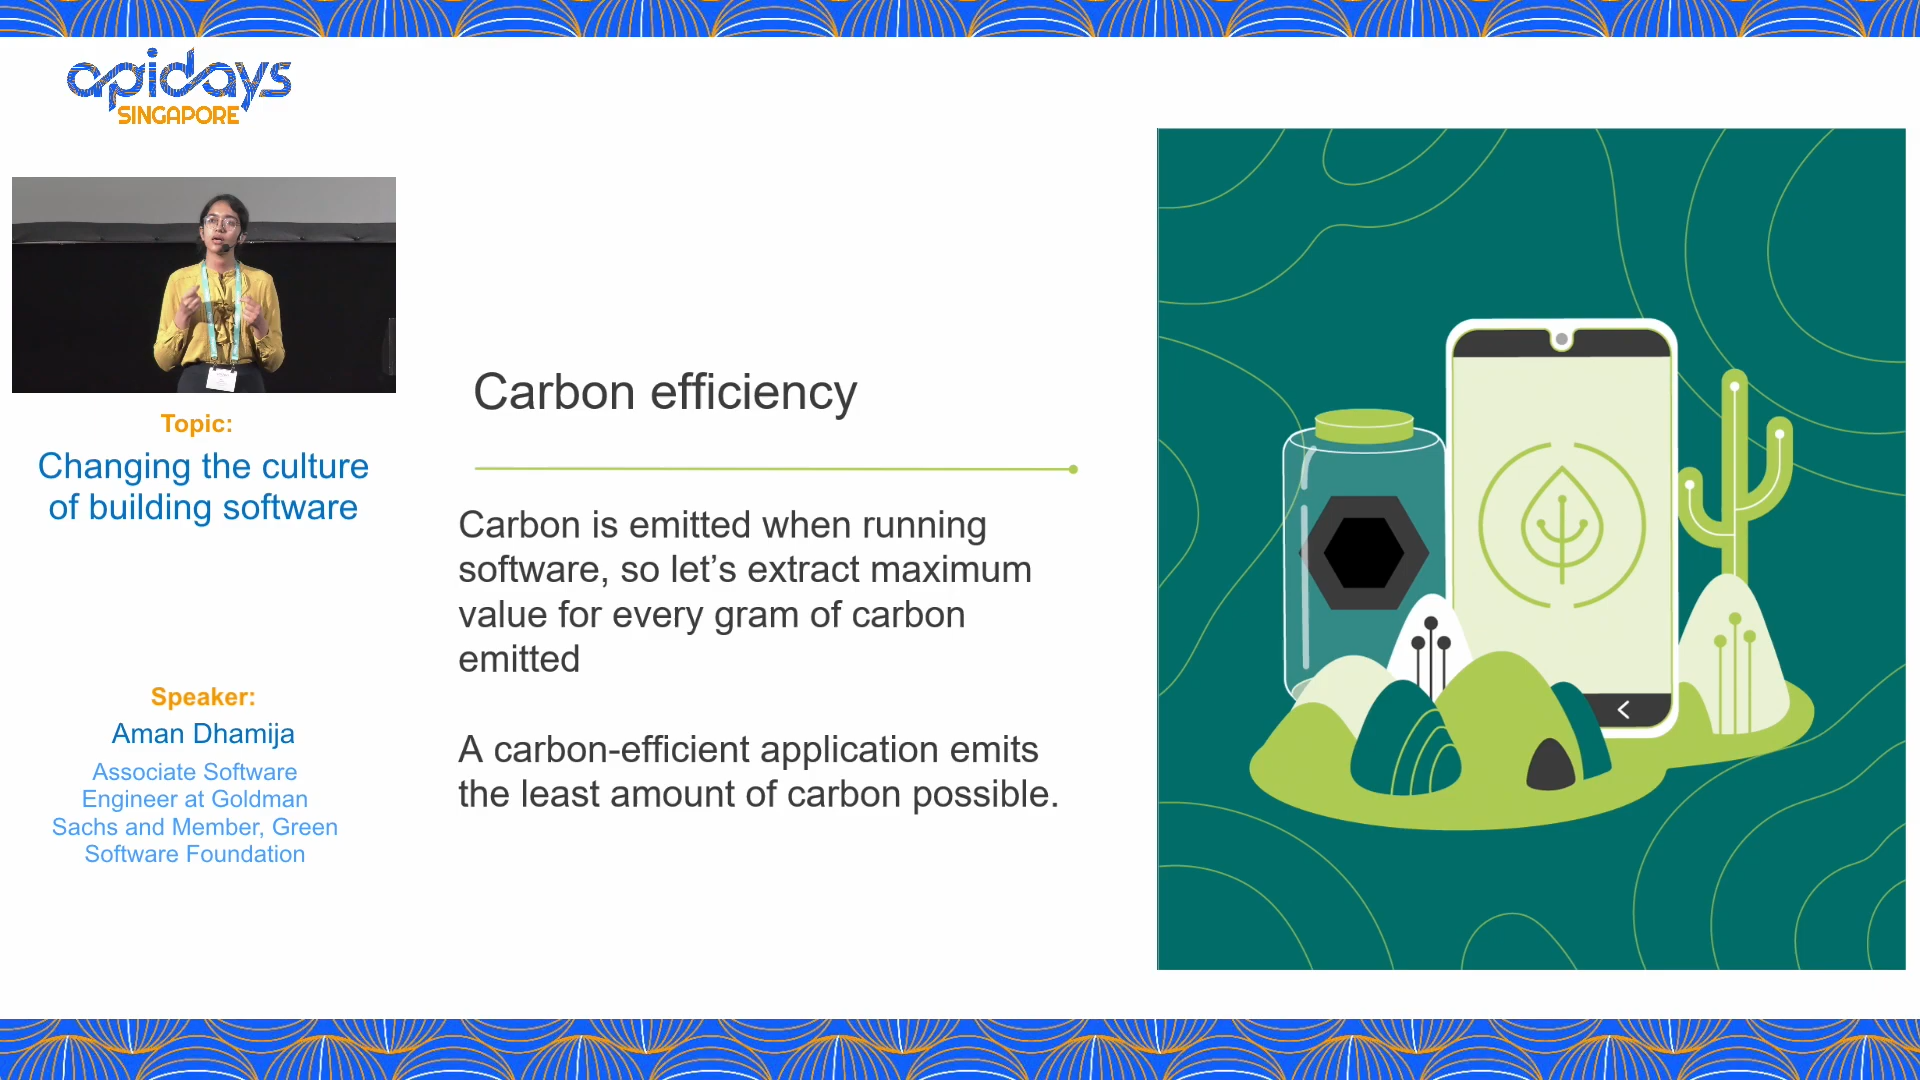 apidays
SINGAPORE
Topic:
Changing the culture
of building software
Speaker:
Aman Dhamija
Associate Software
Engineer at Goldman
Sachs and Member, Green
Software Foundation
Carbon efficiency
Carbon is emitted when running
software, so let’s extract maximum
value for every gram of carbon
emitted
A carbon-efficient application emits
the least amount of carbon possible.